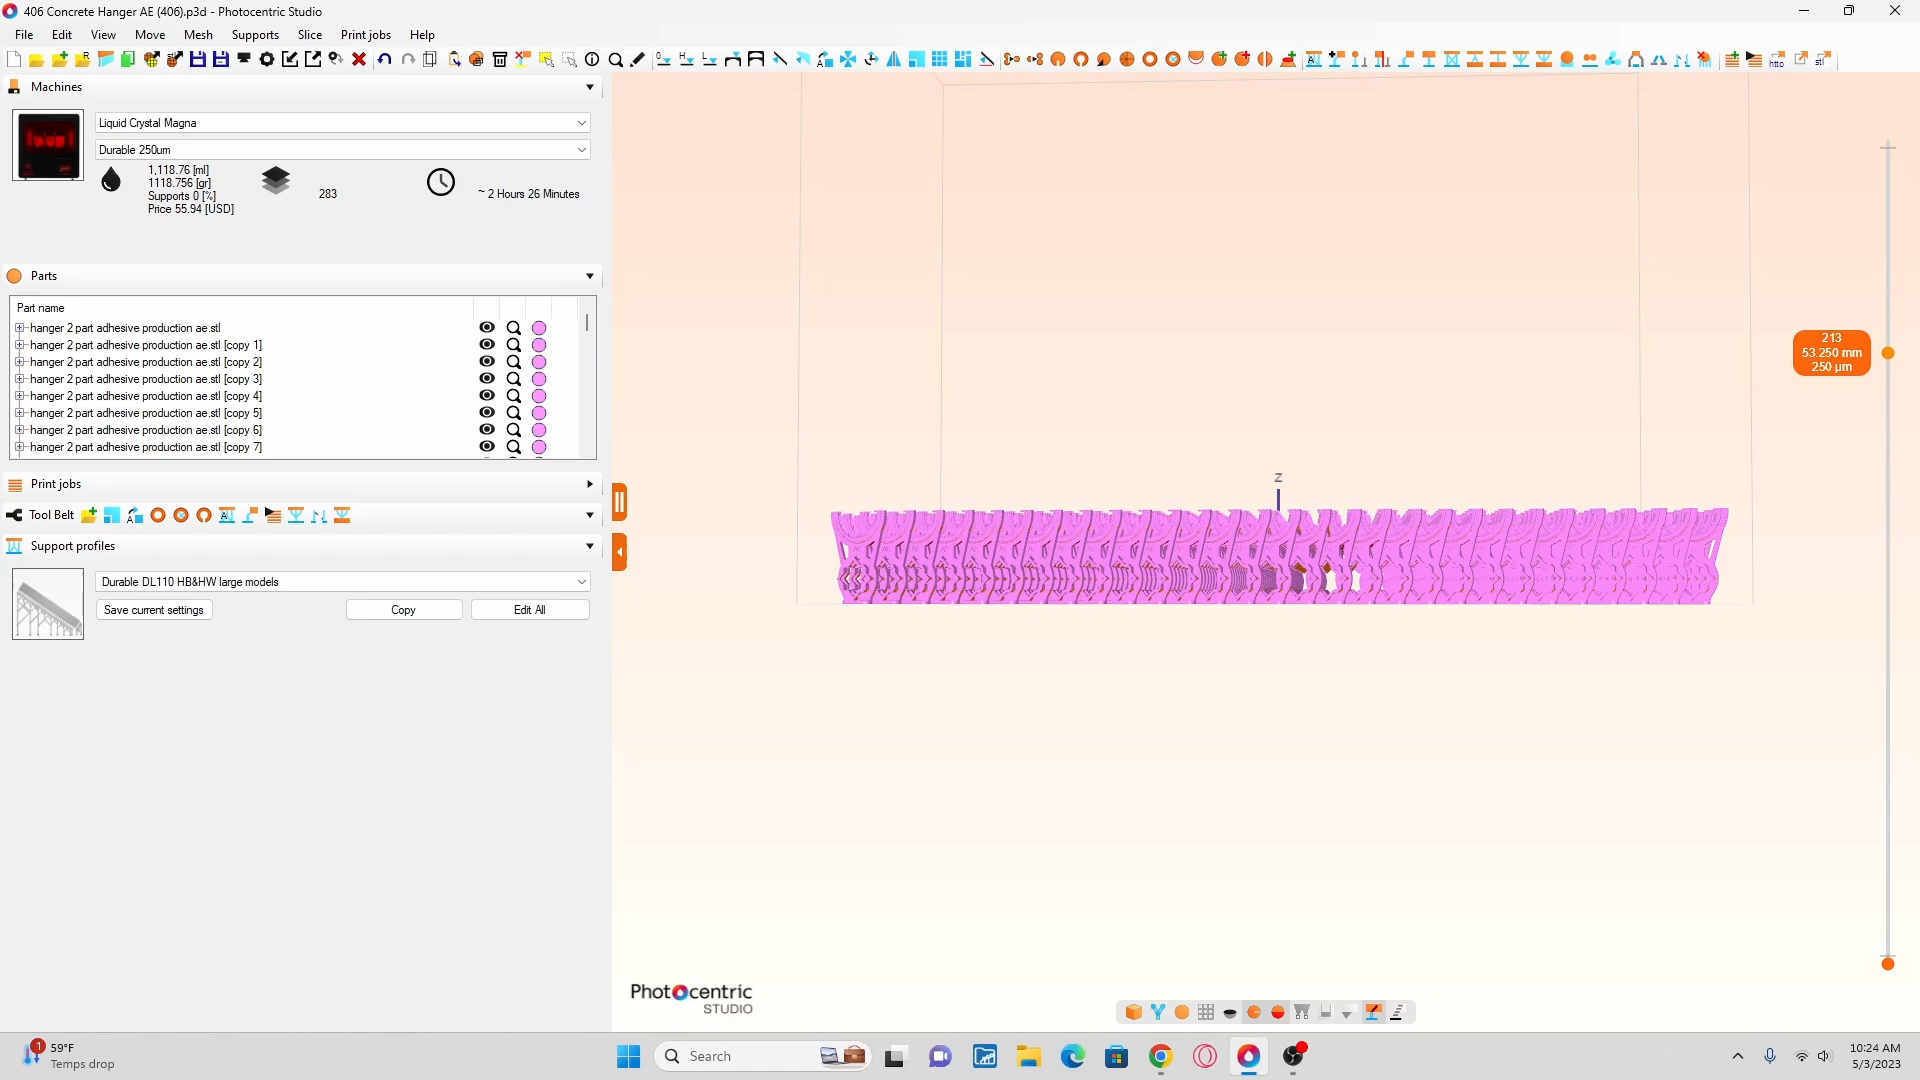 406 Concrete Hanger AE (406).p3d - Photocentric Studio
File Edit View Move Mesh Supports Slice Print jobs Help
Machines
Liquid Crystal Magna
Durable 250um
1,118.76 [ml]
1118.756 [gr]
Supports 0 [%]
Price 55.94 [USD]
283
~ 2 Hours 26 Minutes
Parts
Part name
hanger 2 part adhesive production ae.stl
hanger 2 part adhesive production ae.stl [copy 1]
hanger 2 part adhesive production ae.stl [copy 2]
hanger 2 part adhesive production ae.stl [copy 3]
hanger 2 part adhesive production ae.stl [copy 4]
hanger 2 part adhesive production ae.stl [copy 5]
hanger 2 part adhesive production ae.stl [copy 6]
hanger 2 part adhesive production ae.stl [copy 7]
Print jobs
Tool Belt
Support profiles
Durable DL110 HB&HW large models
Save current settings Copy Edit All
Z
213
53.250 mm
250 µm
Photocentric
STUDIO
1
59°F
Temps drop
Search
10:24 AM
5/3/2023